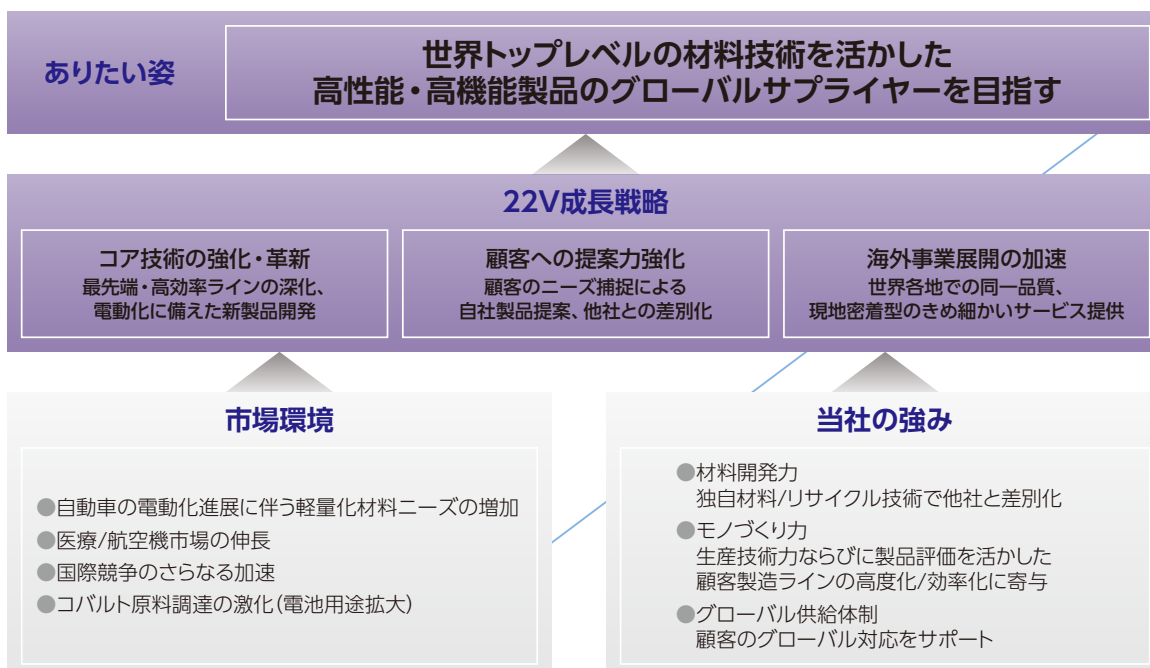 ありたい姿
世界トップレベルの材料技術を活かした
高性能・高機能製品のグローバルサプライヤーを目指す
22V成長戦略
コア技術の強化・革新
最先端・高効率ラインの深化、
電動化に備えた新製品開発
顧客への提案力強化
顧客のニーズ捕捉による
自社製品提案、他社との差別化
海外事業展開の加速
世界各地での同一品質、
現地密着型のきめ細かいサービス提供
市場環境
●自動車の電動化進展に伴う軽量化材料ニーズの増加
●医療/航空機市場の伸長
●国際競争のさらなる加速
●コバルト原料調達の激化(電池用途拡大)
当社の強み
●材料開発力
独自材料/リサイクル技術で他社と差別化
●モノづくり力
生産技術力ならびに製品評価を活かした
顧客製造ラインの高度化/効率化に寄与
●グローバル供給体制
顧客のグローバル対応をサポート